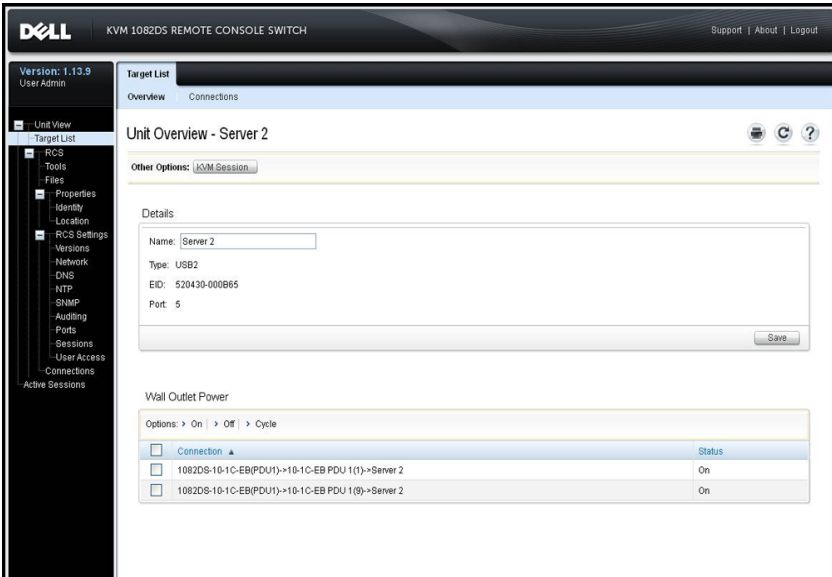 DELL
KVM 1082DS REMOTE CONSOLE SWITCH
Support | About | Logout
Version: 1.13.9
User Admin
Unit View
Target List
RCS
Tools
Files
Properties
Identity
Location
RCS Settings
Versions
Network
DNS
NTP
SNMP
Auditing
Ports
Sessions
User Access
Connections
Active Sessions
Target List
Overview Connections
Unit Overview - Server 2
Other Options: KVM Session
Details
Name: Server 2
Type: USB2
EID: 520430-000B65
Port: 5
Save
Wall Outlet Power
Options: > On | > Off | > Cycle
Connection ▲ Status
1082DS-10-1C-EB(PDU1)->10-1C-EB PDU 1(1)->Server 2 On
1082DS-10-1C-EB(PDU1)->10-1C-EB PDU 1(9)->Server 2 On